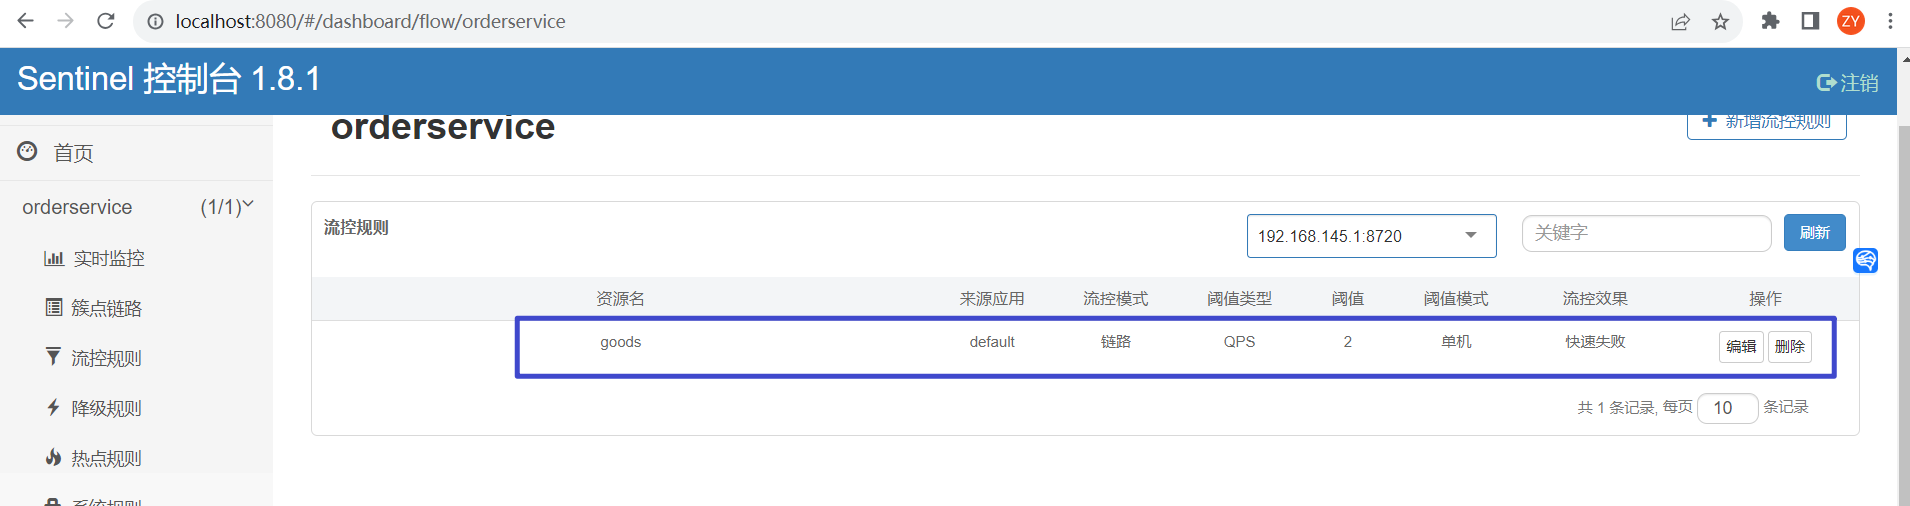 localhost:8080/#/dashboard/flow/orderservice
ZY
Sentinel 控制台 1.8.1
注销
orderservice
新增流控规则
首页
orderservice (1/1)
实时监控
簇点链路
流控规则
降级规则
热点规则
系统规则
流控规则
192.168.145.1:8720
关键字
刷新
资源名 来源应用 流控模式 阈值类型 阈值 阈值模式 流控效果 操作
goods default 链路 QPS 2 单机 快速失败 编辑 删除
共 1 条记录, 每页 10 条记录